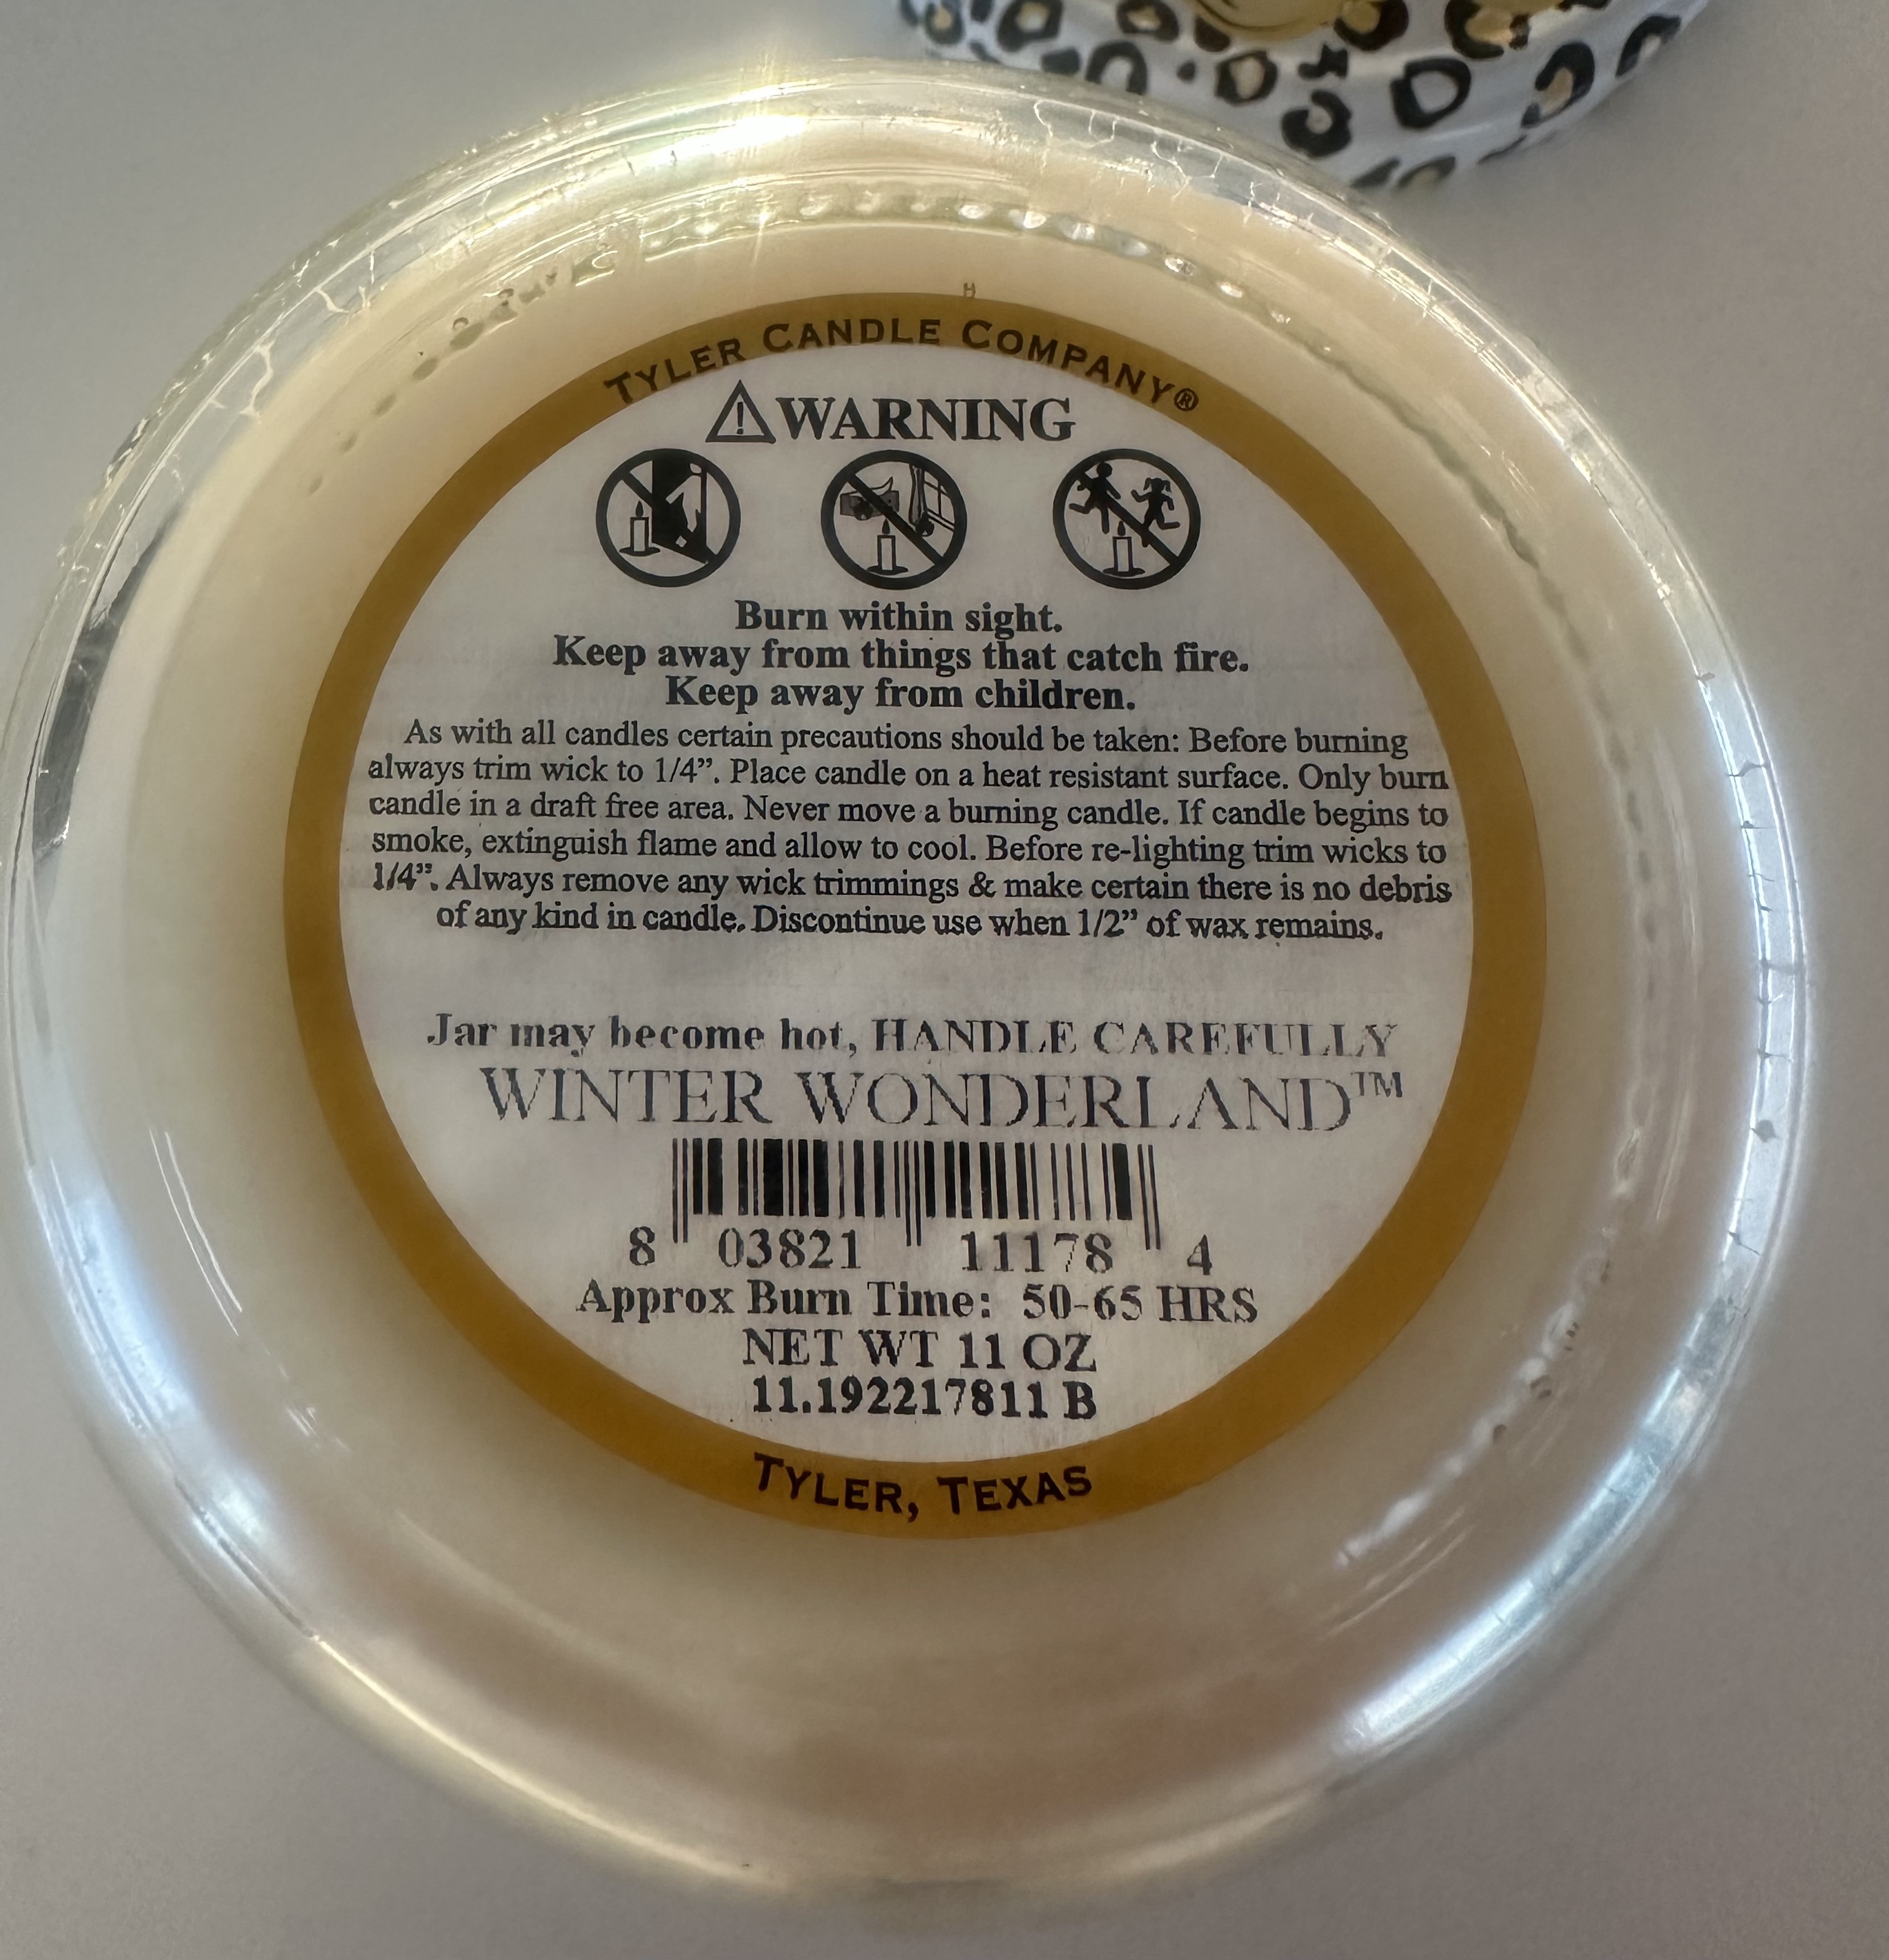 TYLER CANDLE COMPANY®
WARNING
Burn within sight.
Keep away from things that catch fire.
Keep away from children.
As with all candles certain precautions should be taken: Before burning
always trim wick to 1/4”. Place candle on a heat resistant surface. Only burn
candle in a draft free area. Never move a burning candle. If candle begins to
smoke, extinguish flame and allow to cool. Before re-lighting trim wicks to
1/4”. Always remove any wick trimmings & make certain there is no debris
of any kind in candle. Discontinue use when 1/2” of wax remains.
Jar may become hot, HANDLE CAREFULLY
WINTER WONDERLAND™
8 03821 11178 4
Approx Burn Time: 50-65 HRS
NET WT 11 OZ
11.192217811 B
TYLER, TEXAS